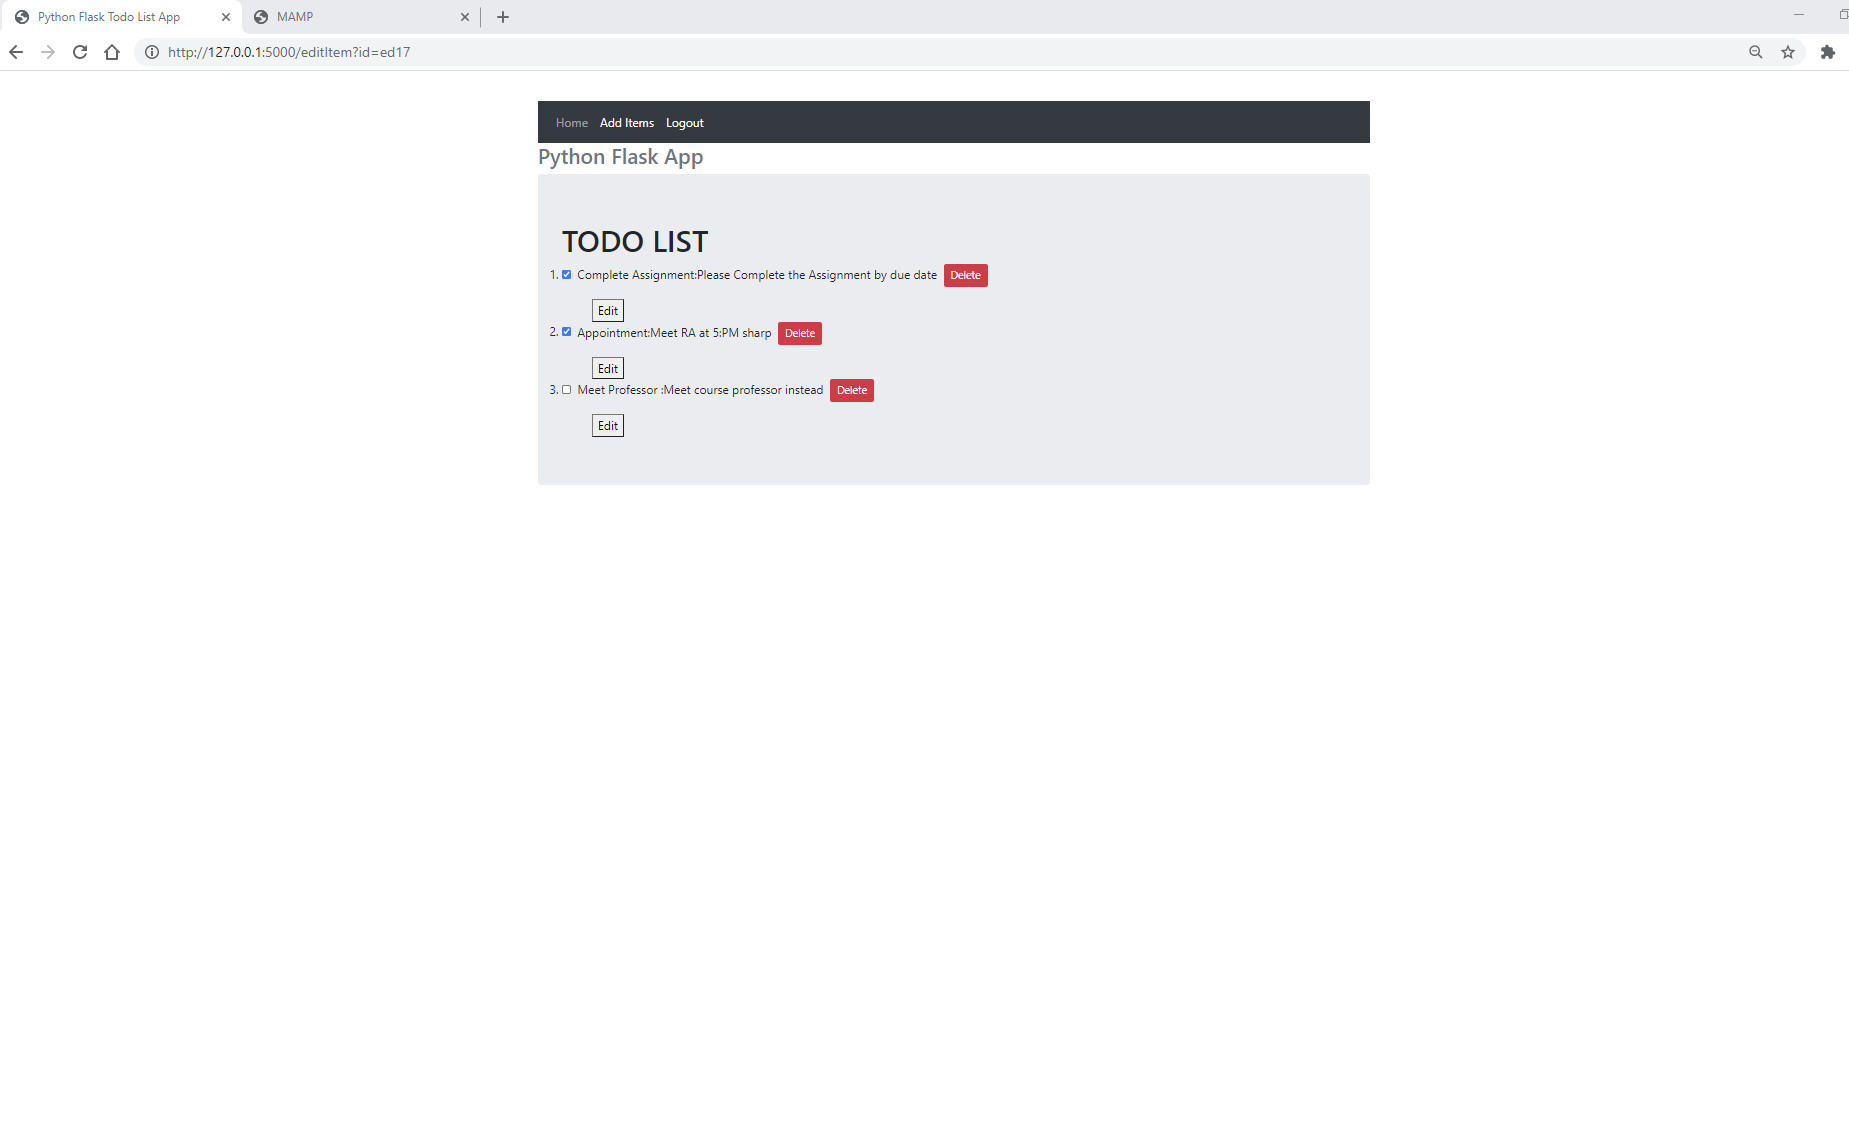 Python Flask Todo List App
MAMP
http://127.0.0.1:5000/editItem?id=ed17
Home Add Items Logout
Python Flask App
TODO LIST
1. Complete Assignment:Please Complete the Assignment by due date Delete
Edit
2. Appointment:Meet RA at 5:PM sharp Delete
Edit
3. Meet Professor :Meet course professor instead Delete
Edit